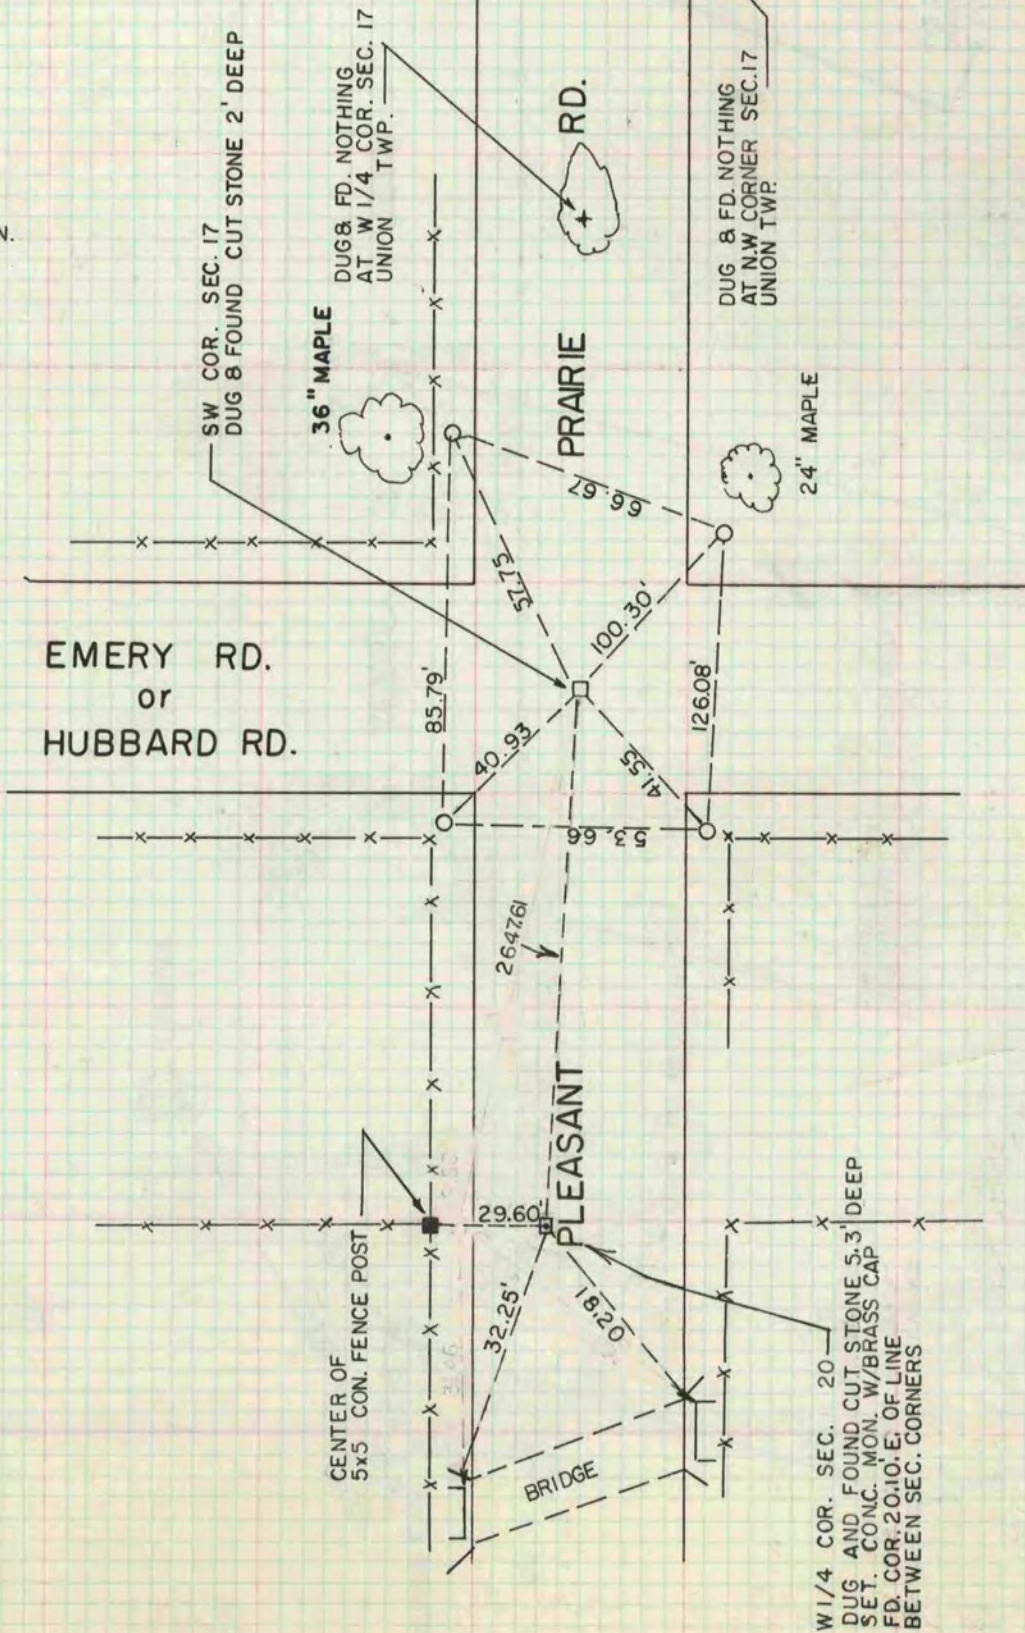 SW COR. SEC. 17
DUG & FOUND CUT STONE 2' DEEP
DUG & FD. NOTHING
AT W 1/4 COR. SEC. 17
UNION TWP.
36" MAPLE
PRAIRIE RD.
DUG & FD. NOTHING
AT N.W CORNER SEC.17
UNION TWP.
24" MAPLE
EMERY RD.
or
HUBBARD RD.
85.79'
57.75
66.67
100.30'
126.08'
40.93
41.55
53.66
2647.61
PLEASANT
CENTER OF
5x5 CON. FENCE POST
29.60'
32.25'
BRIDGE
W1/4 COR. SEC. 20
DUG AND FOUND CUT STONE 5.3' DEEP
SET. CONC. MON. W/BRASS CAP
FD. COR. 20.10' E. OF LINE
BETWEEN SEC. CORNERS